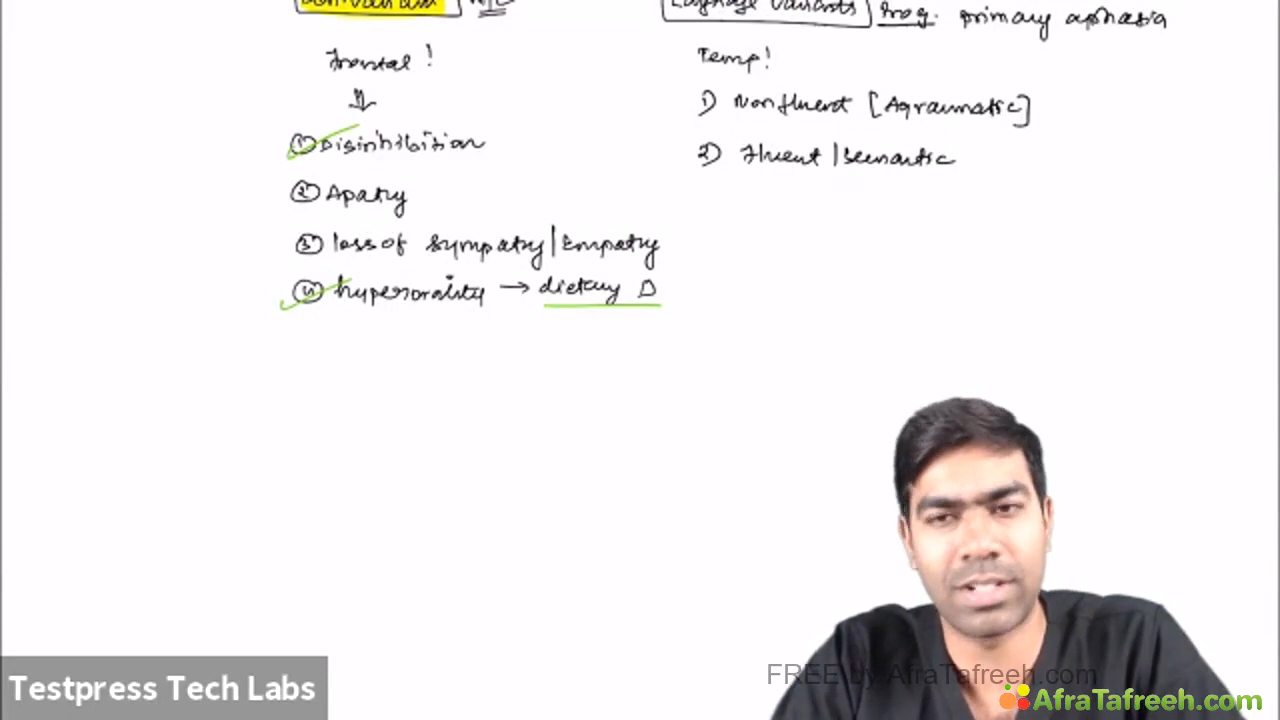 Language variants Prog. primary aphasia
Frontal !
① Disinhibition
② Apathy
③ loss of sympathy/Empathy
④ hyperorality → dietary Δ
Temp!
1) Nonfluent [Agrammatic]
2) Fluent/Semantic
Testpress Tech Labs
FREE by AfraTafreeh.com
AfraTafreeh.com